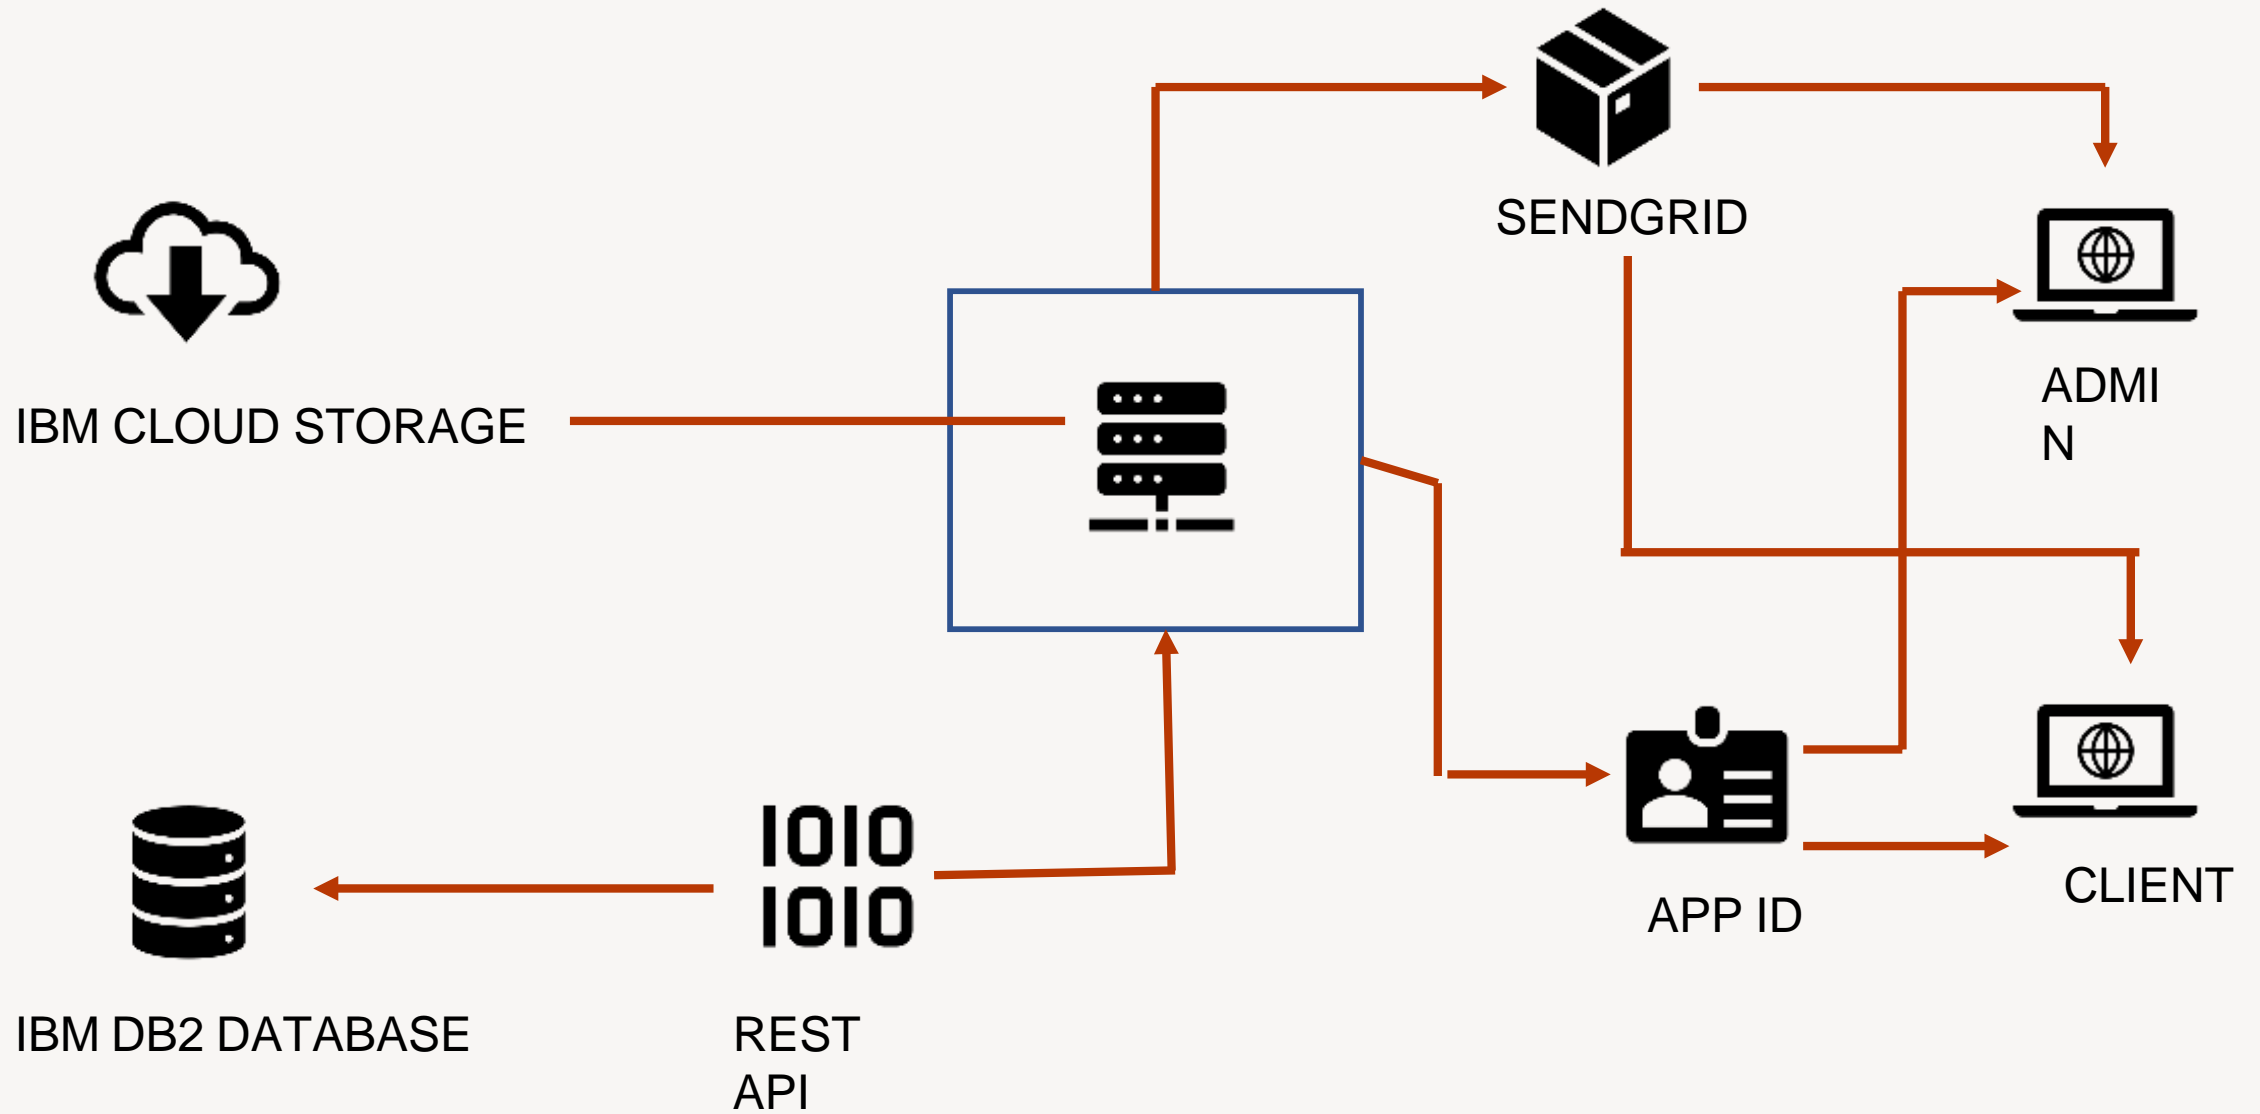 SENDGRID
IBM CLOUD STORAGE
ADMI
N
CLIENT
APP ID
IBM DB2 DATABASE
REST
API